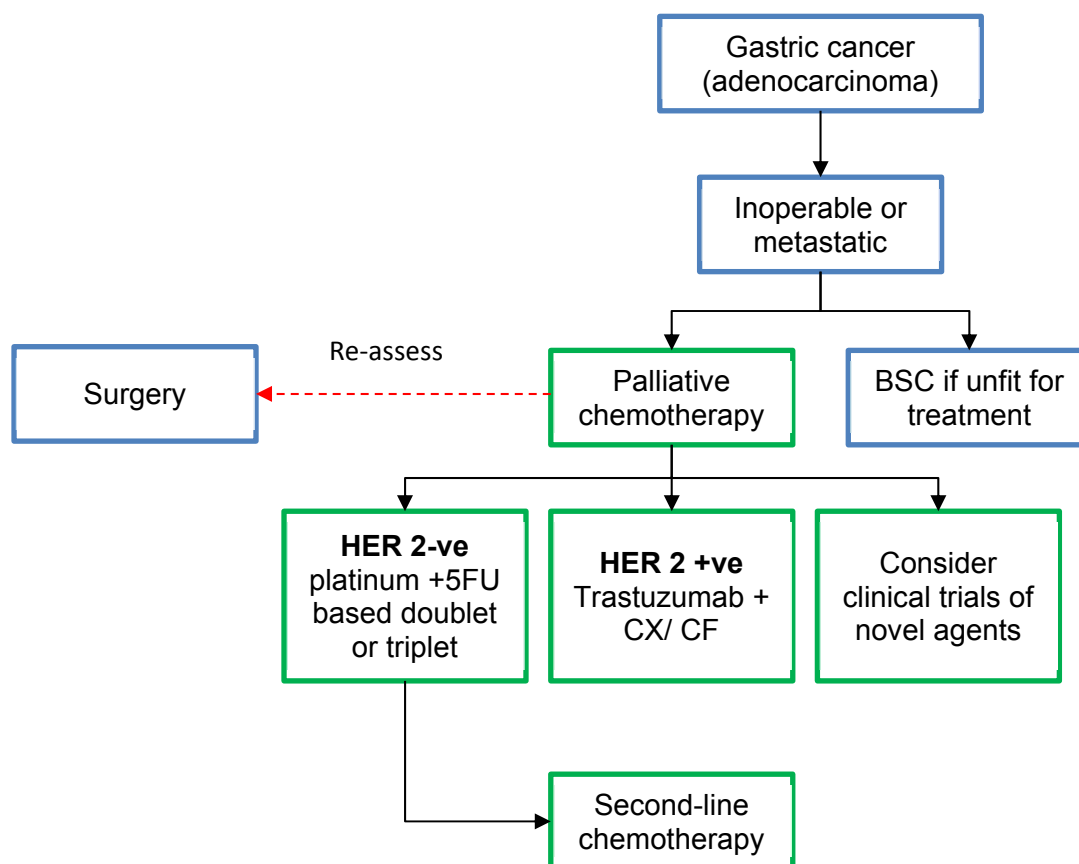 Gastric cancer
(adenocarcinoma)
Inoperable or
metastatic
Re-assess
Surgery
Palliative
chemotherapy
BSC if unfit for
treatment
HER 2-ve
platinum +5FU
based doublet
or triplet
HER 2 +ve
Trastuzumab +
CX/ CF
Consider
clinical trials of
novel agents
Second-line
chemotherapy